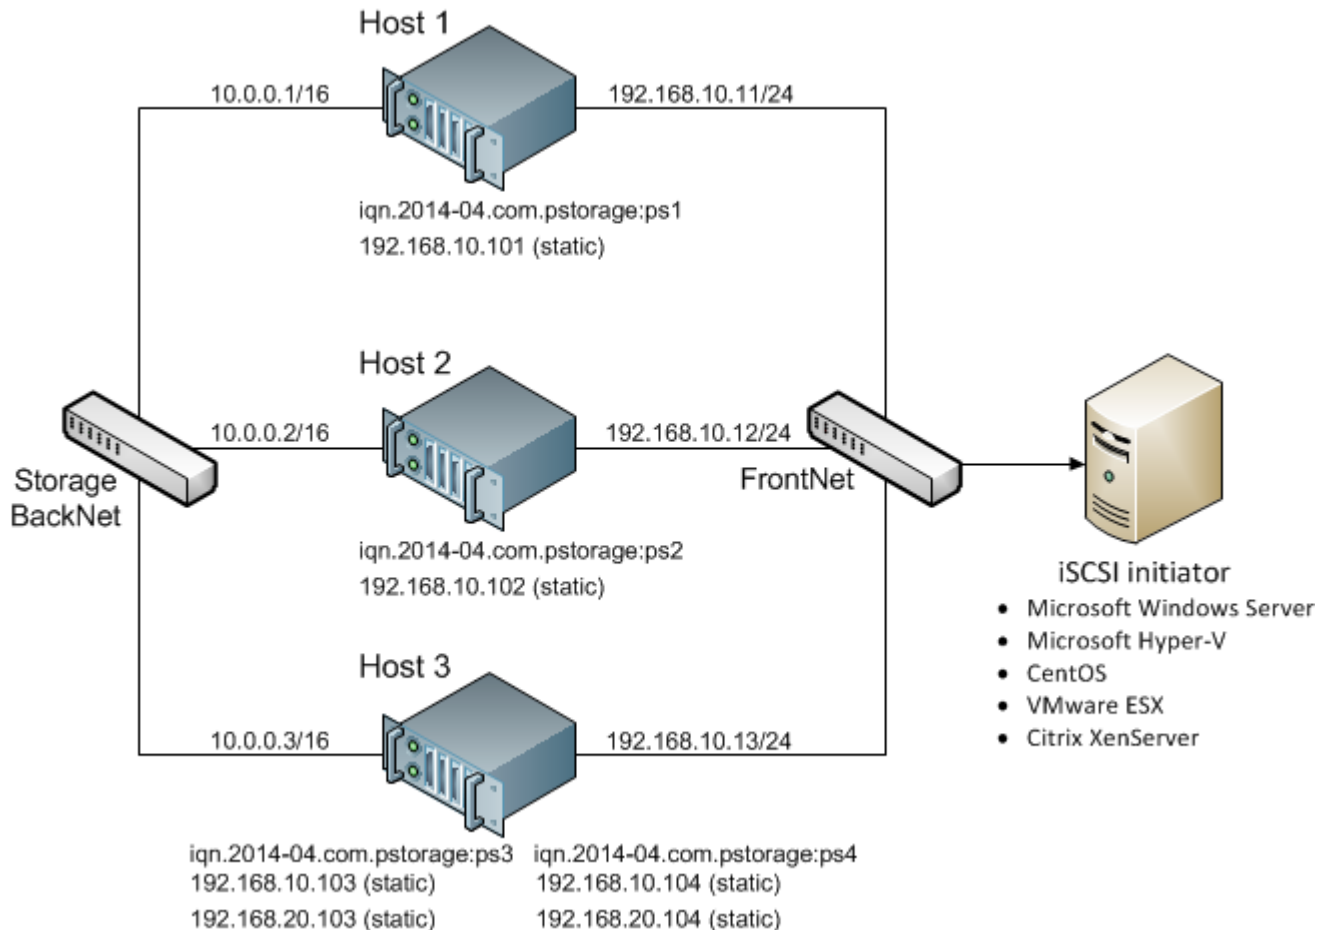 Host 1
10.0.0.1/16
192.168.10.11/24
iqn.2014-04.com.pstorage:ps1
192.168.10.101 (static)
Host 2
10.0.0.2/16
192.168.10.12/24
Storage
BackNet
FrontNet
iqn.2014-04.com.pstorage:ps2
192.168.10.102 (static)
iSCSI initiator
• Microsoft Windows Server
• Microsoft Hyper-V
• CentOS
• VMware ESX
• Citrix XenServer
Host 3
10.0.0.3/16
192.168.10.13/24
iqn.2014-04.com.pstorage:ps3
192.168.10.103 (static)
192.168.20.103 (static)
iqn.2014-04.com.pstorage:ps4
192.168.10.104 (static)
192.168.20.104 (static)